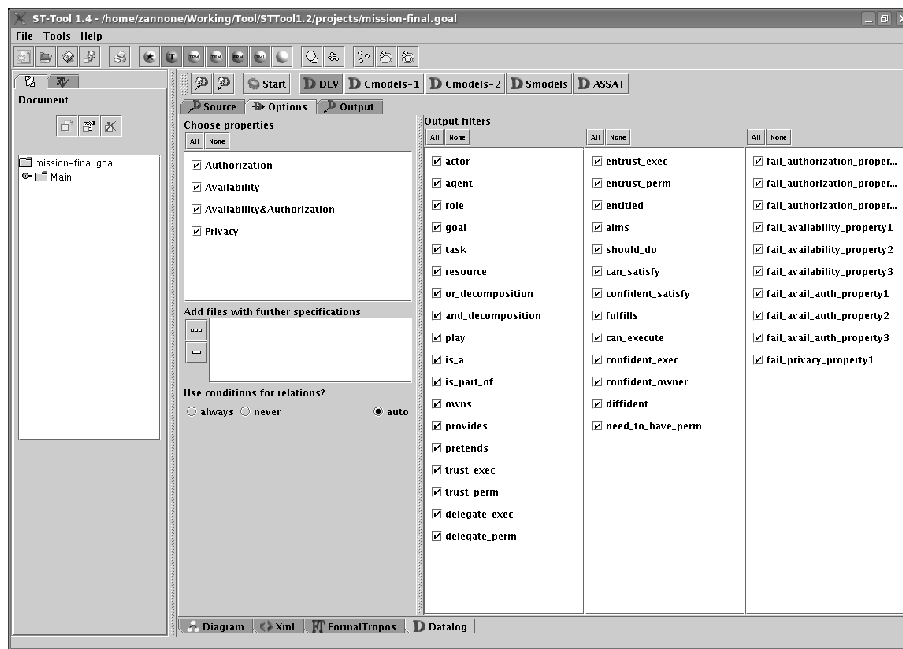 ST-Tool 1.4 - /home/zannone/Working/Tool/STTool1.2/projects/mission-final.goal
File Tools Help
Document
mission-final.goal
Main
Start DLV Cmodels-1 Cmodels-2 Smodels ASSAT
Source Options Output
Choose properties
All None
Authorization
Availability
Availability&Authorization
Privacy
Add files with further specifications
Use conditions for relations?
always never auto
Output filters
All None
actor
agent
role
goal
task
resource
or_decomposition
and_decomposition
play
is_a
is_part_of
owns
provides
pretends
trust_exec
trust_perm
delegate_exec
delegate_perm
All None
entrust_exec
entrust_perm
entitled
aims
should_do
can_satisfy
confident_satisfy
fulfills
can_execute
confident_exec
confident_owner
diffident
need_to_have_perm
All None
fail_authorization_proper...
fail_authorization_proper...
fail_authorization_proper...
fail_availability_property1
fail_availability_property3
fail_avail_auth_property1
fail_avail_auth_property2
fail_avail_auth_property3
fail_privacy_property1
Diagram Xml FormalTropos Datalog